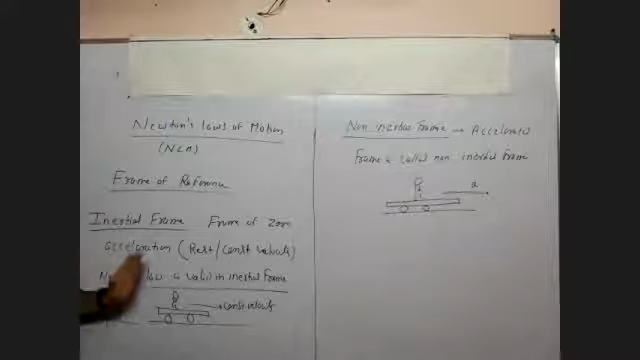 Newton's laws of Motion
(NLM)
Frame of Reference
Inertial Frame Frame of Zero
acceleration (Rest/Const velocity)
law is valid in inertial Frame
const velocity
Non inertial Frame → Accelerated
Frame is called non inertial Frame
a